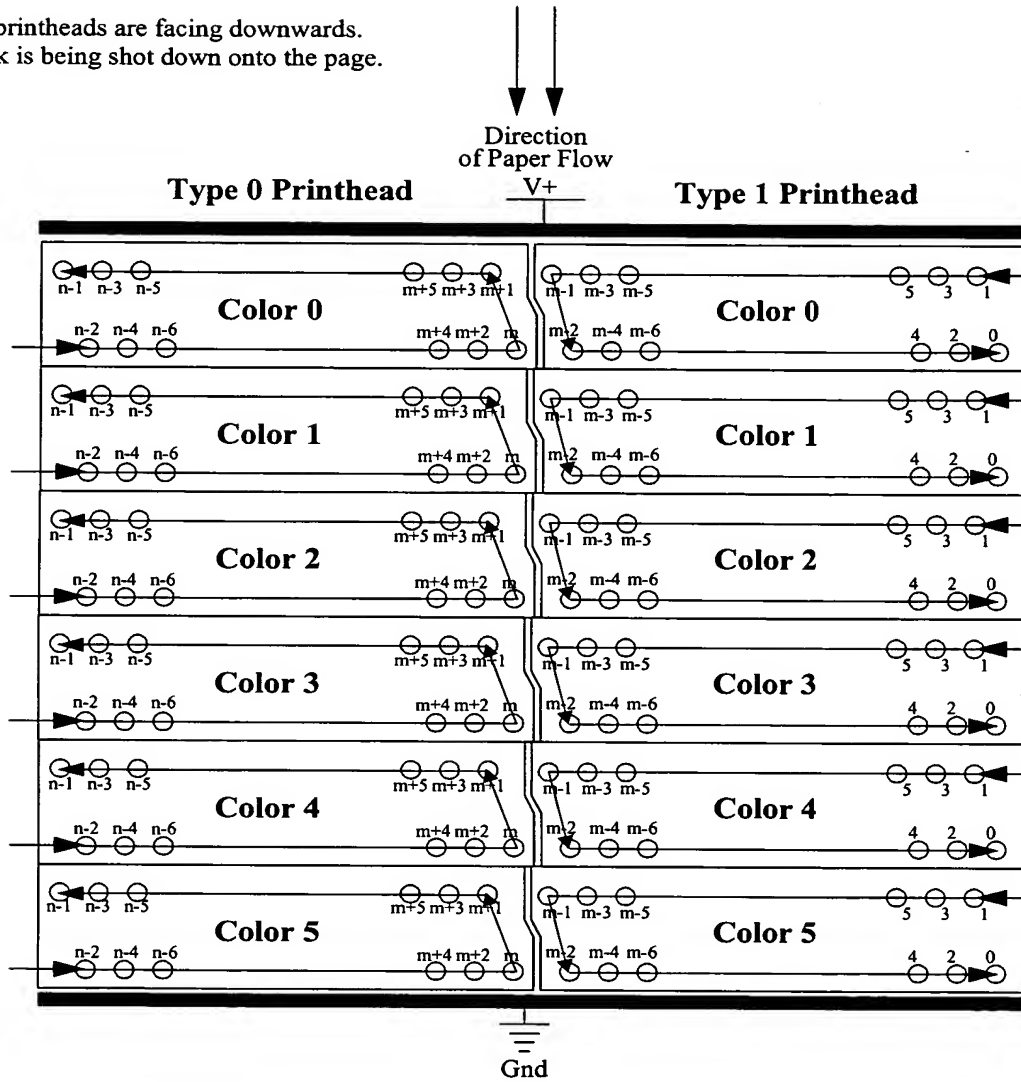 printheads are facing downwards.
k is being shot down onto the page.
Direction
of Paper Flow
Type 0 Printhead V+ Type 1 Printhead
n-1 n-3 n-5 m+5 m+3 m+1 m-1 m-3 m-5 5 3 1
Color 0 Color 0
n-2 n-4 n-6 m+4 m+2 m m-2 m-4 m-6 4 2 0
n-1 n-3 n-5 m+5 m+3 m+1 m-1 m-3 m-5 5 3 1
Color 1 Color 1
n-2 n-4 n-6 m+4 m+2 m m-2 m-4 m-6 4 2 0
n-1 n-3 n-5 m+5 m+3 m+1 m-1 m-3 m-5 5 3 1
Color 2 Color 2
n-2 n-4 n-6 m+4 m+2 m m-2 m-4 m-6 4 2 0
n-1 n-3 n-5 m+5 m+3 m+1 m-1 m-3 m-5 5 3 1
Color 3 Color 3
n-2 n-4 n-6 m+4 m+2 m m-2 m-4 m-6 4 2 0
n-1 n-3 n-5 m+5 m+3 m+1 m-1 m-3 m-5 5 3 1
Color 4 Color 4
n-2 n-4 n-6 m+4 m+2 m m-2 m-4 m-6 4 2 0
n-1 n-3 n-5 m+5 m+3 m+1 m-1 m-3 m-5 5 3 1
Color 5 Color 5
n-2 n-4 n-6 m+4 m+2 m m-2 m-4 m-6 4 2 0
Gnd